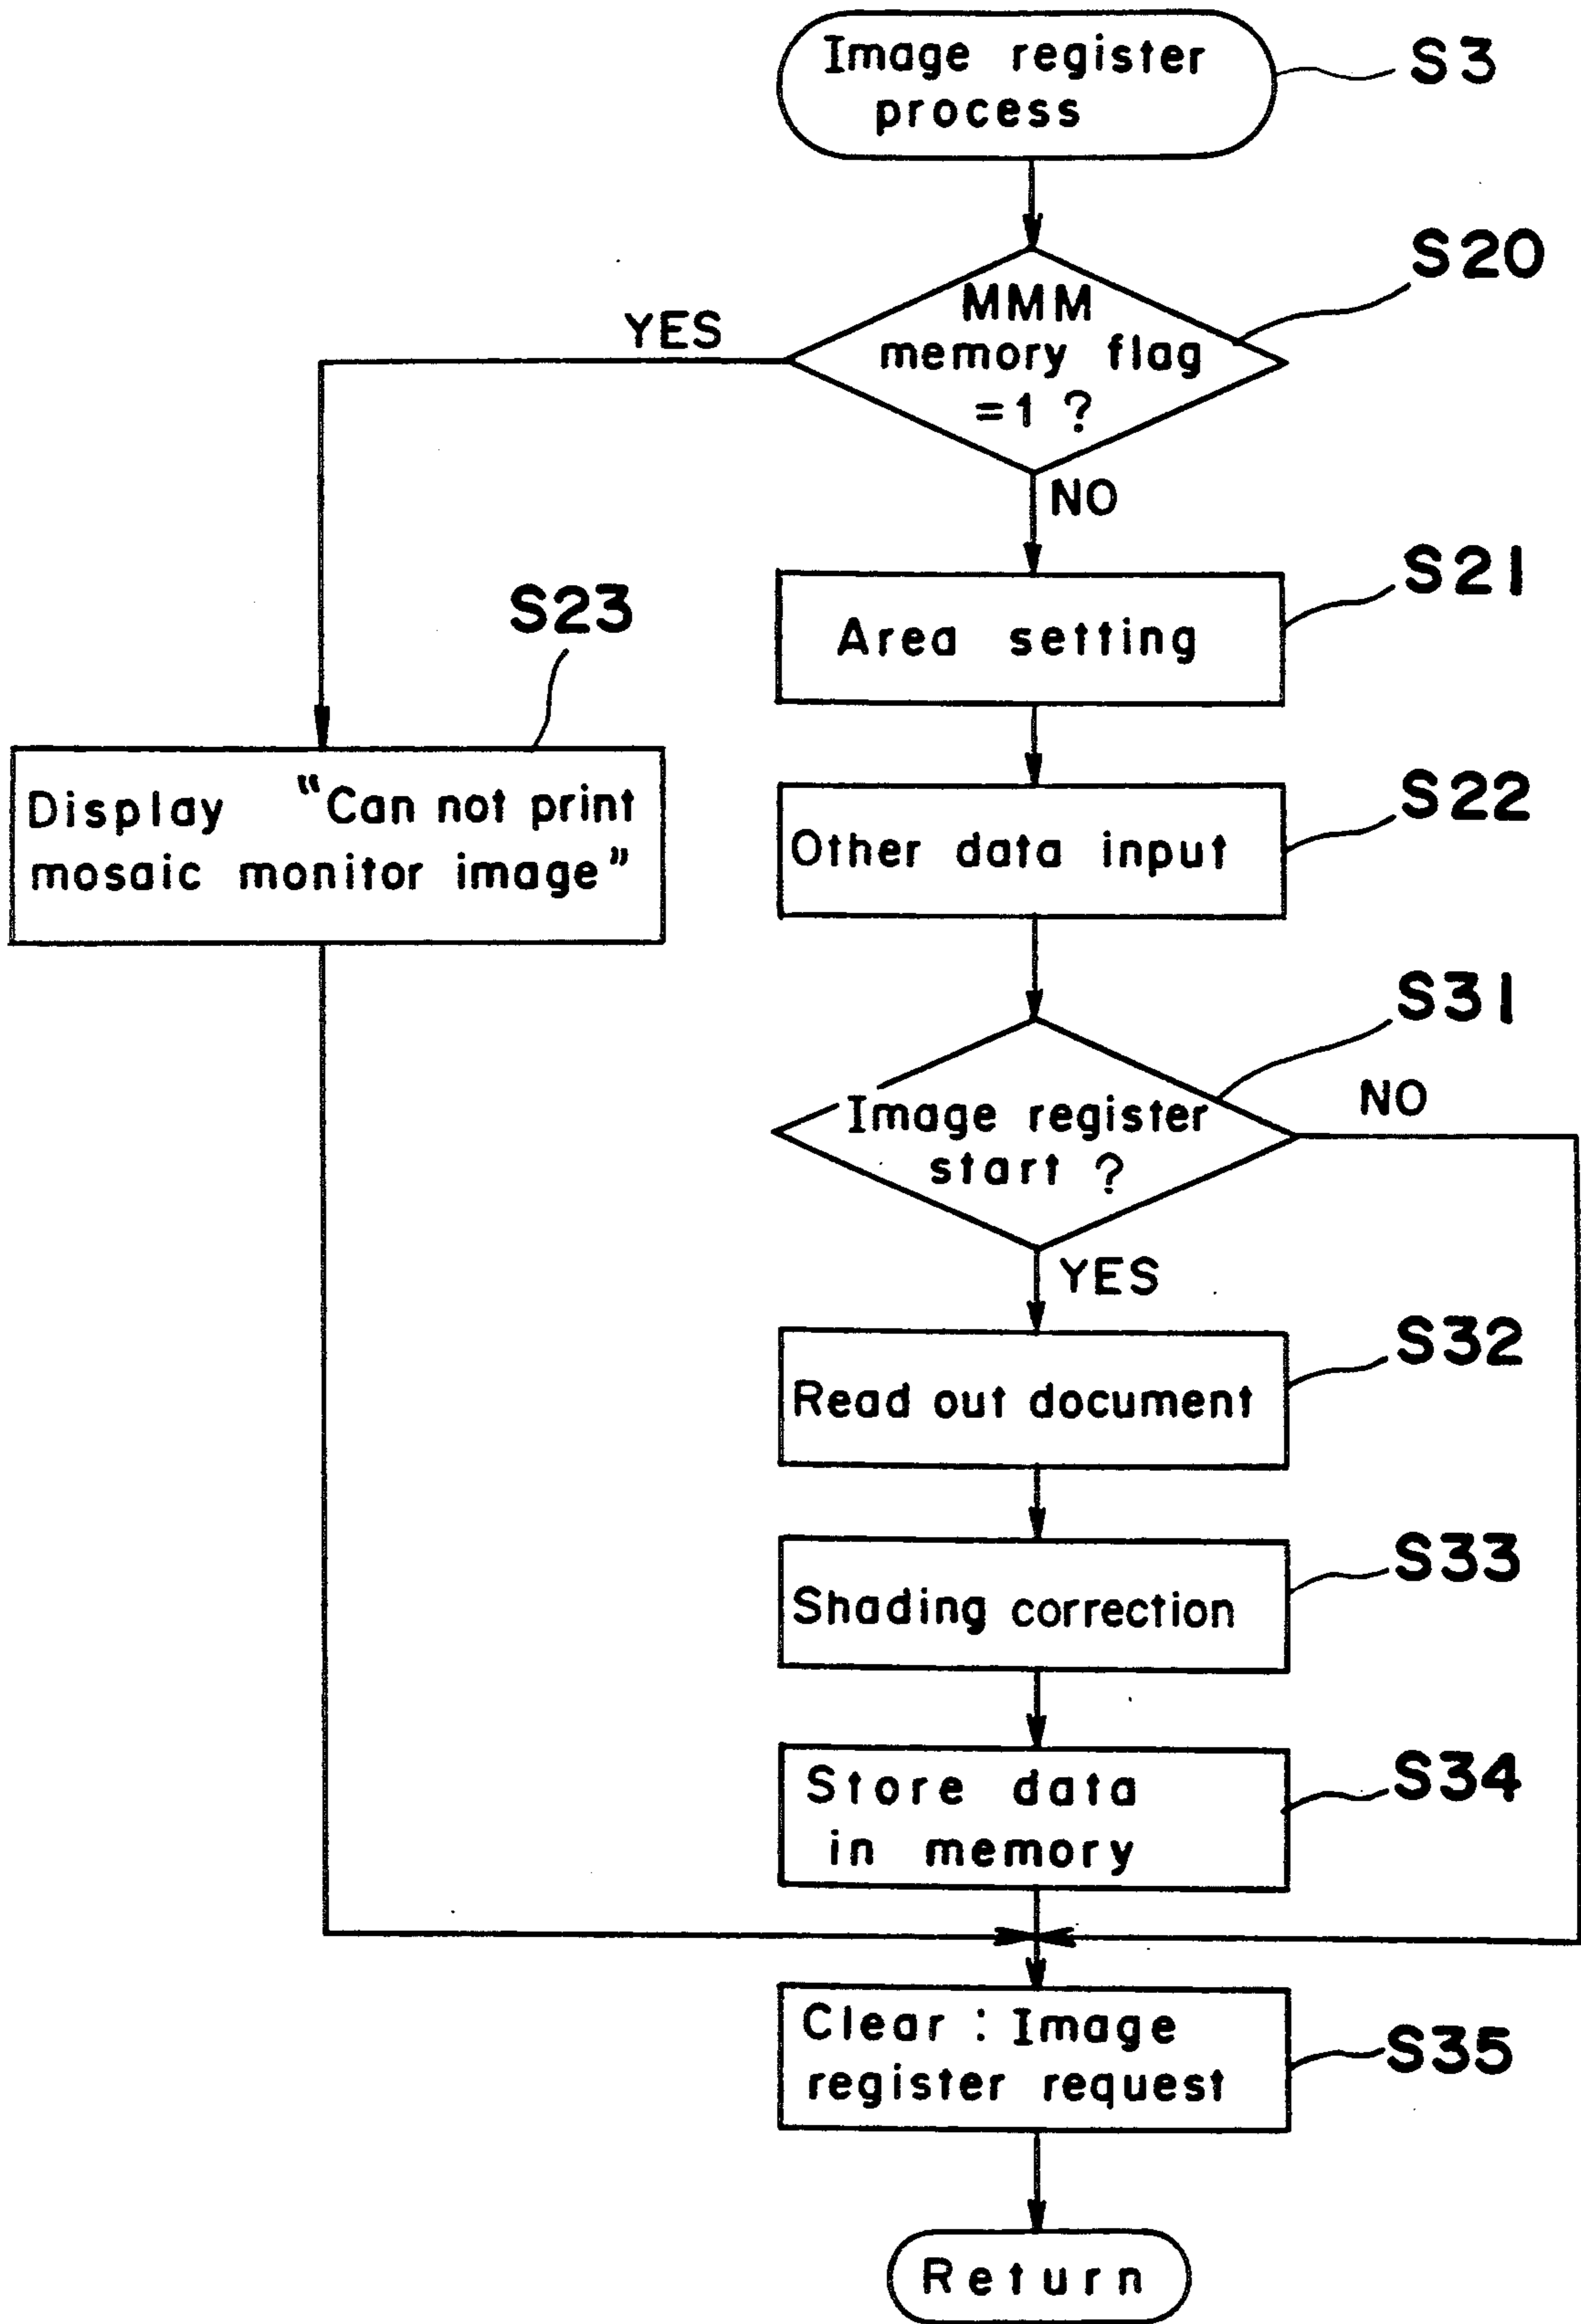 Image register
process
S3
MMM
memory flag
=1 ?
S20
YES
NO
Area setting
S21
S23
Display "Can not print
mosaic monitor image"
Other data input
S22
Image register
start ?
S31
NO
YES
Read out document
S32
Shading correction
S33
Store data
in memory
S34
Clear : Image
register request
S35
Return